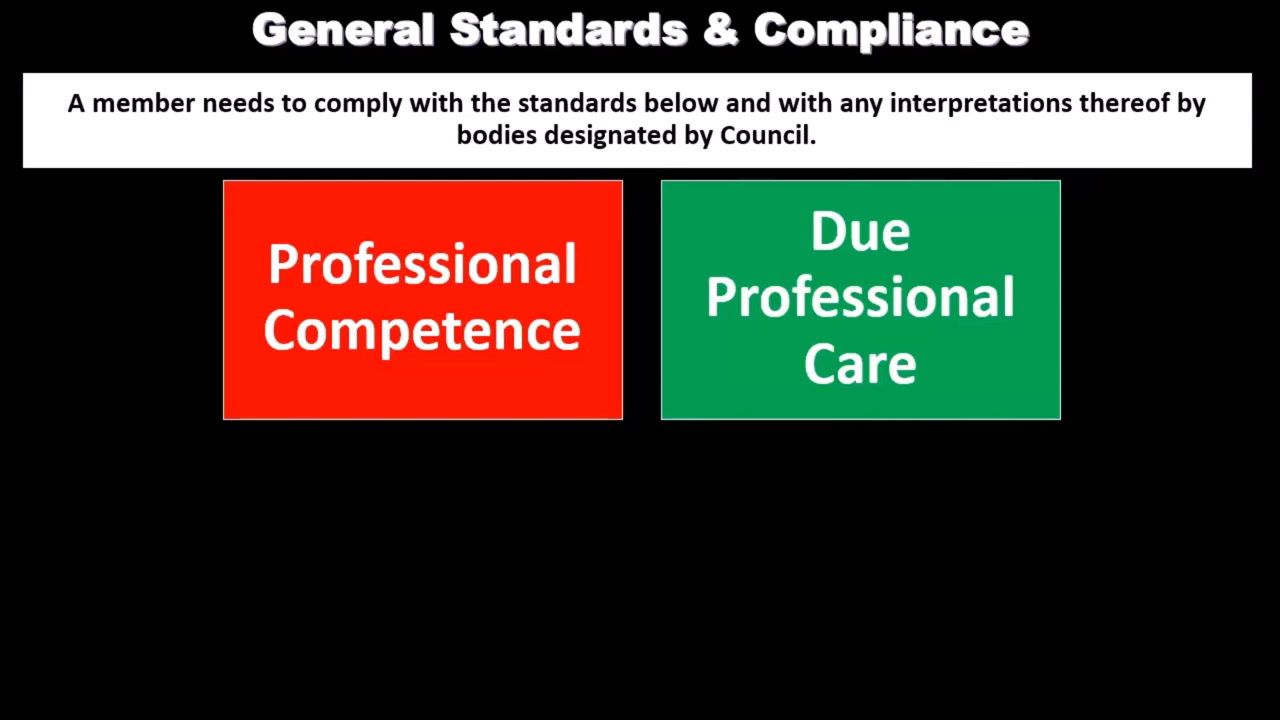 General Standards & Compliance
A member needs to comply with the standards below and with any interpretations thereof by
bodies designated by Council.
Professional
Competence
Due
Professional
Care